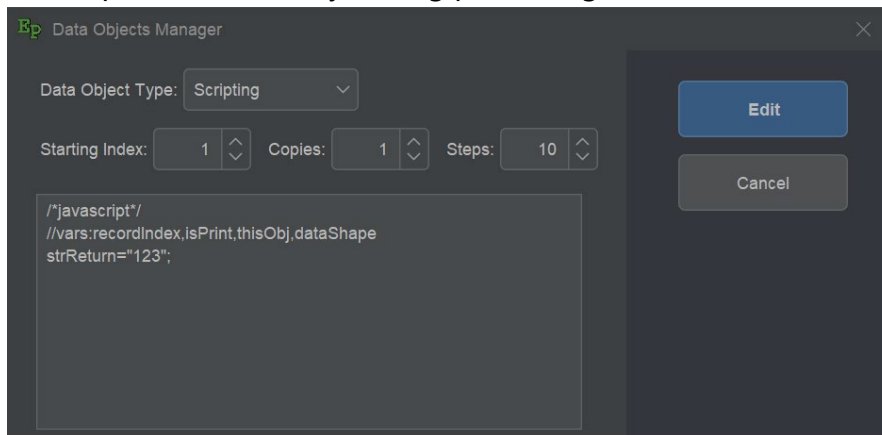 Ep Data Objects Manager
Data Object Type: Scripting
Edit
Starting Index: 1 Copies: 1 Steps: 10
Cancel
/*javascript*/
//vars:recordIndex,isPrint,thisObj,dataShape
strReturn="123";